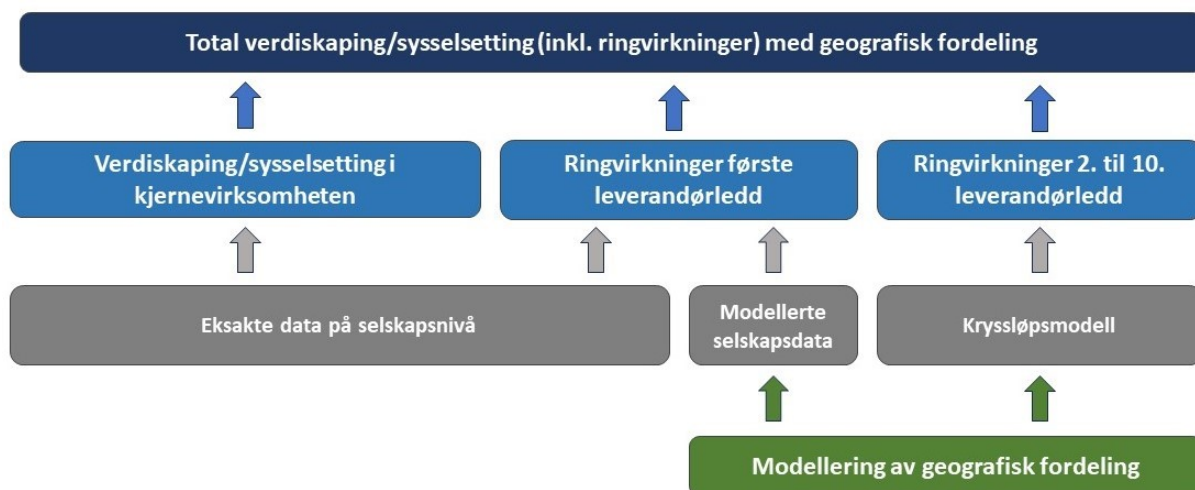 Total verdiskaping/sysselsetting (inkl. ringvirkninger) med geografisk fordeling
Verdiskaping/sysselsetting i
kjernevirksomheten
Ringvirkninger første
leverandørledd
Ringvirkninger 2. til 10.
leverandørledd
Eksakte data på selskapsnivå
Modellerte
selskapsdata
Kryssløpsmodell
Modellering av geografisk fordeling